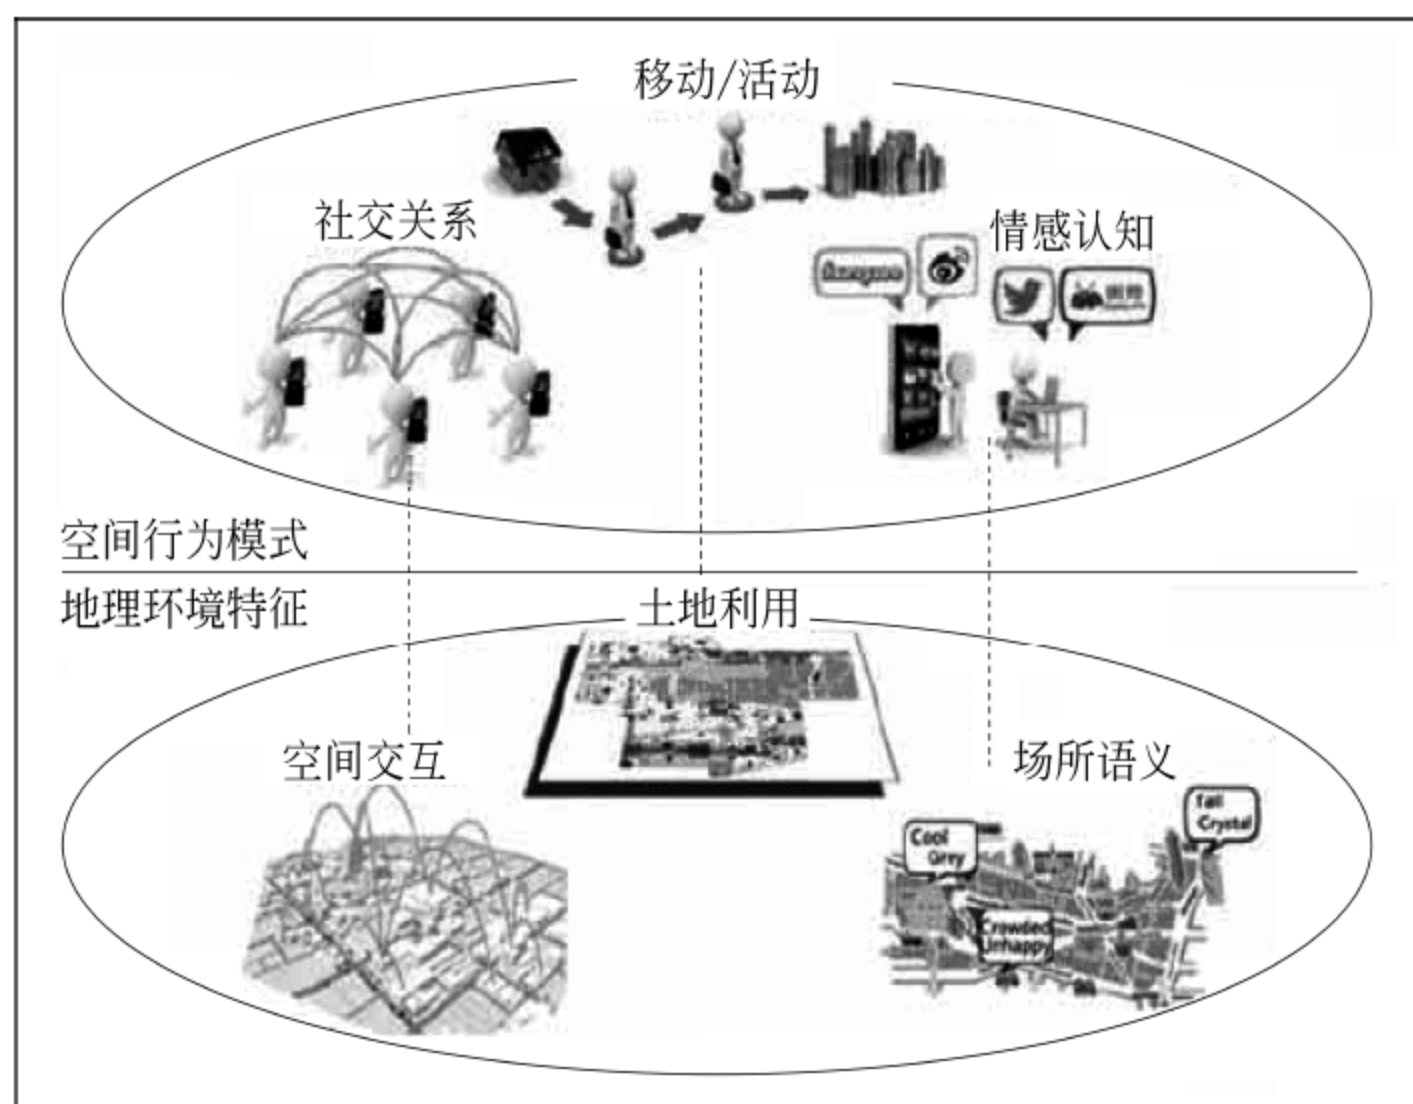 移动/活动
社交关系
情感认知
空间行为模式
地理环境特征
土地利用
空间交互
场所语义
Cool
Grey
Tall
Crystal
Crowded
Unhappy